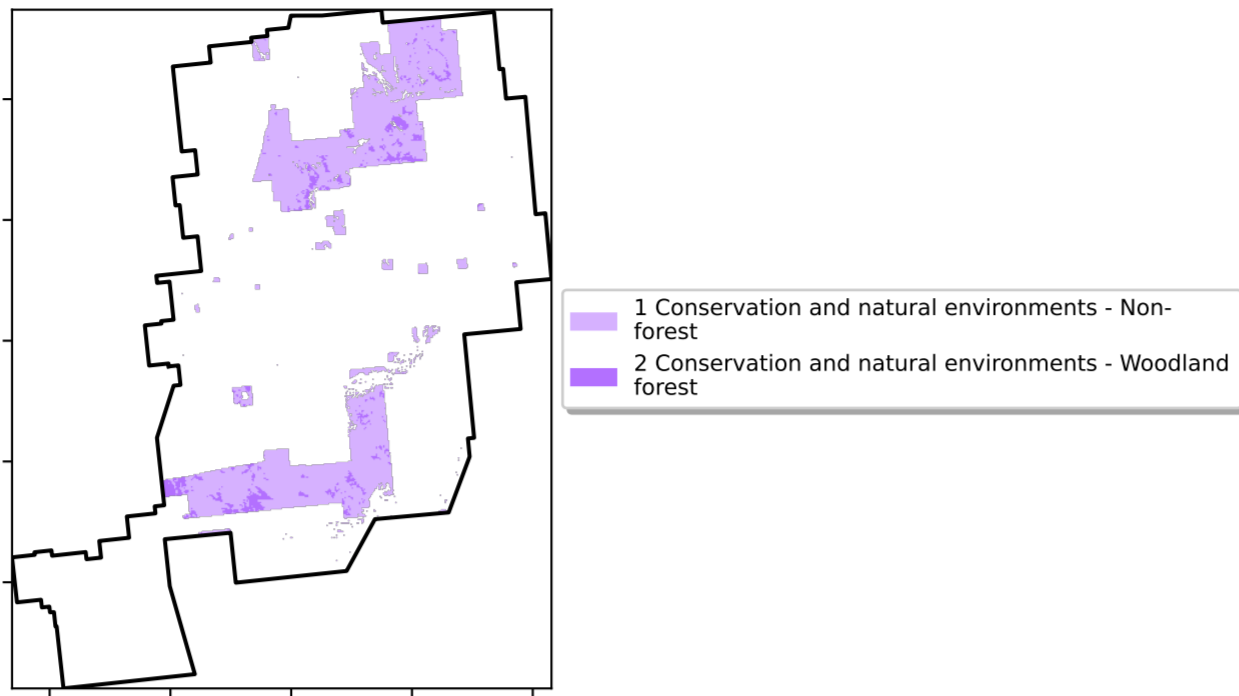 1 Conservation and natural environments - Non-
forest
2 Conservation and natural environments - Woodland
forest